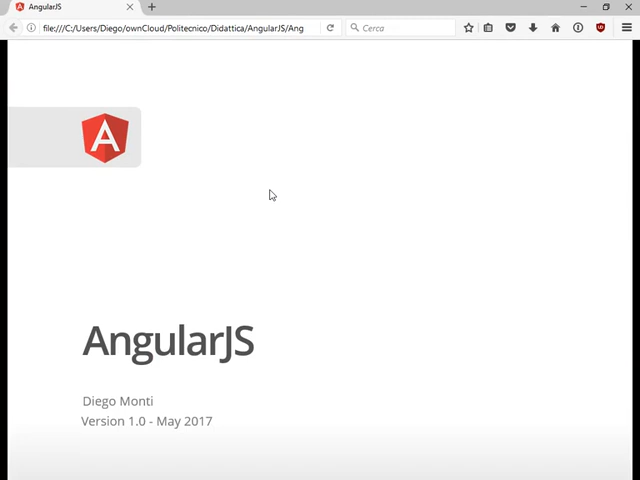 AngularJS
file:///C:/Users/Diego/ownCloud/Politecnico/Didattica/AngularJS/Ang
Cerca
A
AngularJS
Diego Monti
Version 1.0 - May 2017